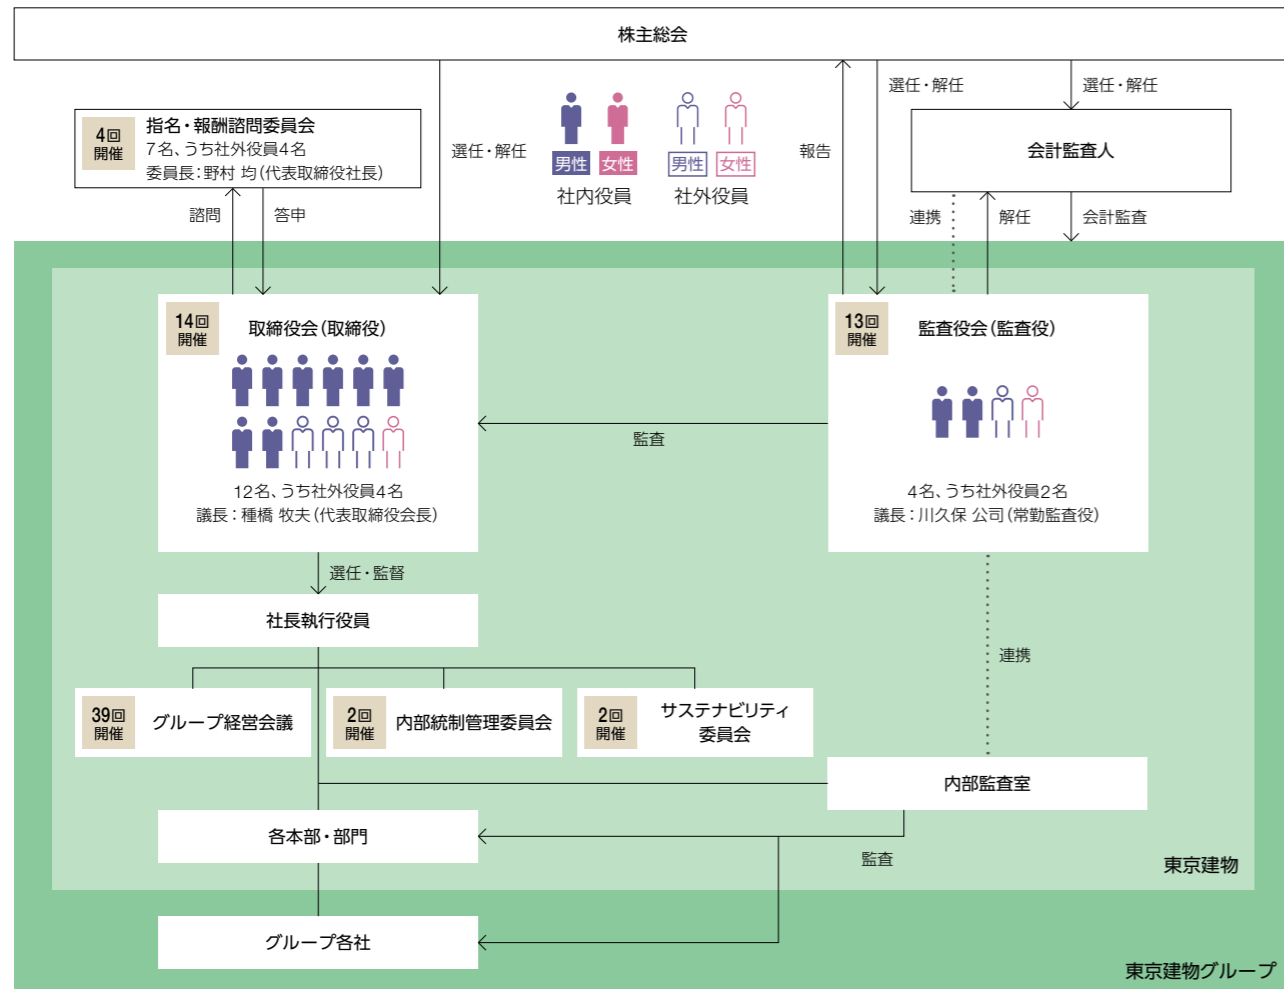 株主総会
選任・解任
選任・解任
4回
開催
指名・報酬諮問委員会
7名、うち社外役員4名
委員長：野村 均（代表取締役社長）
選任・解任
男性
女性
男性
女性
社内役員
社外役員
報告
会計監査人
諮問
答申
連携
解任
会計監査
14回
開催
取締役会（取締役）
12名、うち社外役員4名
議長：種橋 牧夫（代表取締役会長）
監査
13回
開催
監査役会（監査役）
4名、うち社外役員2名
議長：川久保 公司（常勤監査役）
選任・監督
社長執行役員
連携
39回
開催
グループ経営会議
2回
開催
内部統制管理委員会
2回
開催
サステナビリティ
委員会
内部監査室
各本部・部門
監査
東京建物
グループ各社
東京建物グループ